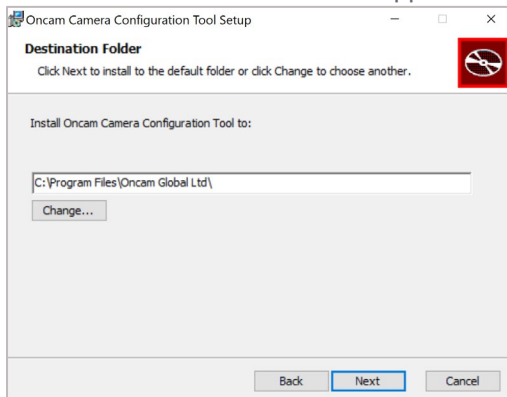 Oncam Camera Configuration Tool Setup
Destination Folder
Click Next to install to the default folder or click Change to choose another.
Install Oncam Camera Configuration Tool to:
C:\Program Files\Oncam Global Ltd\
Change...
Back Next Cancel